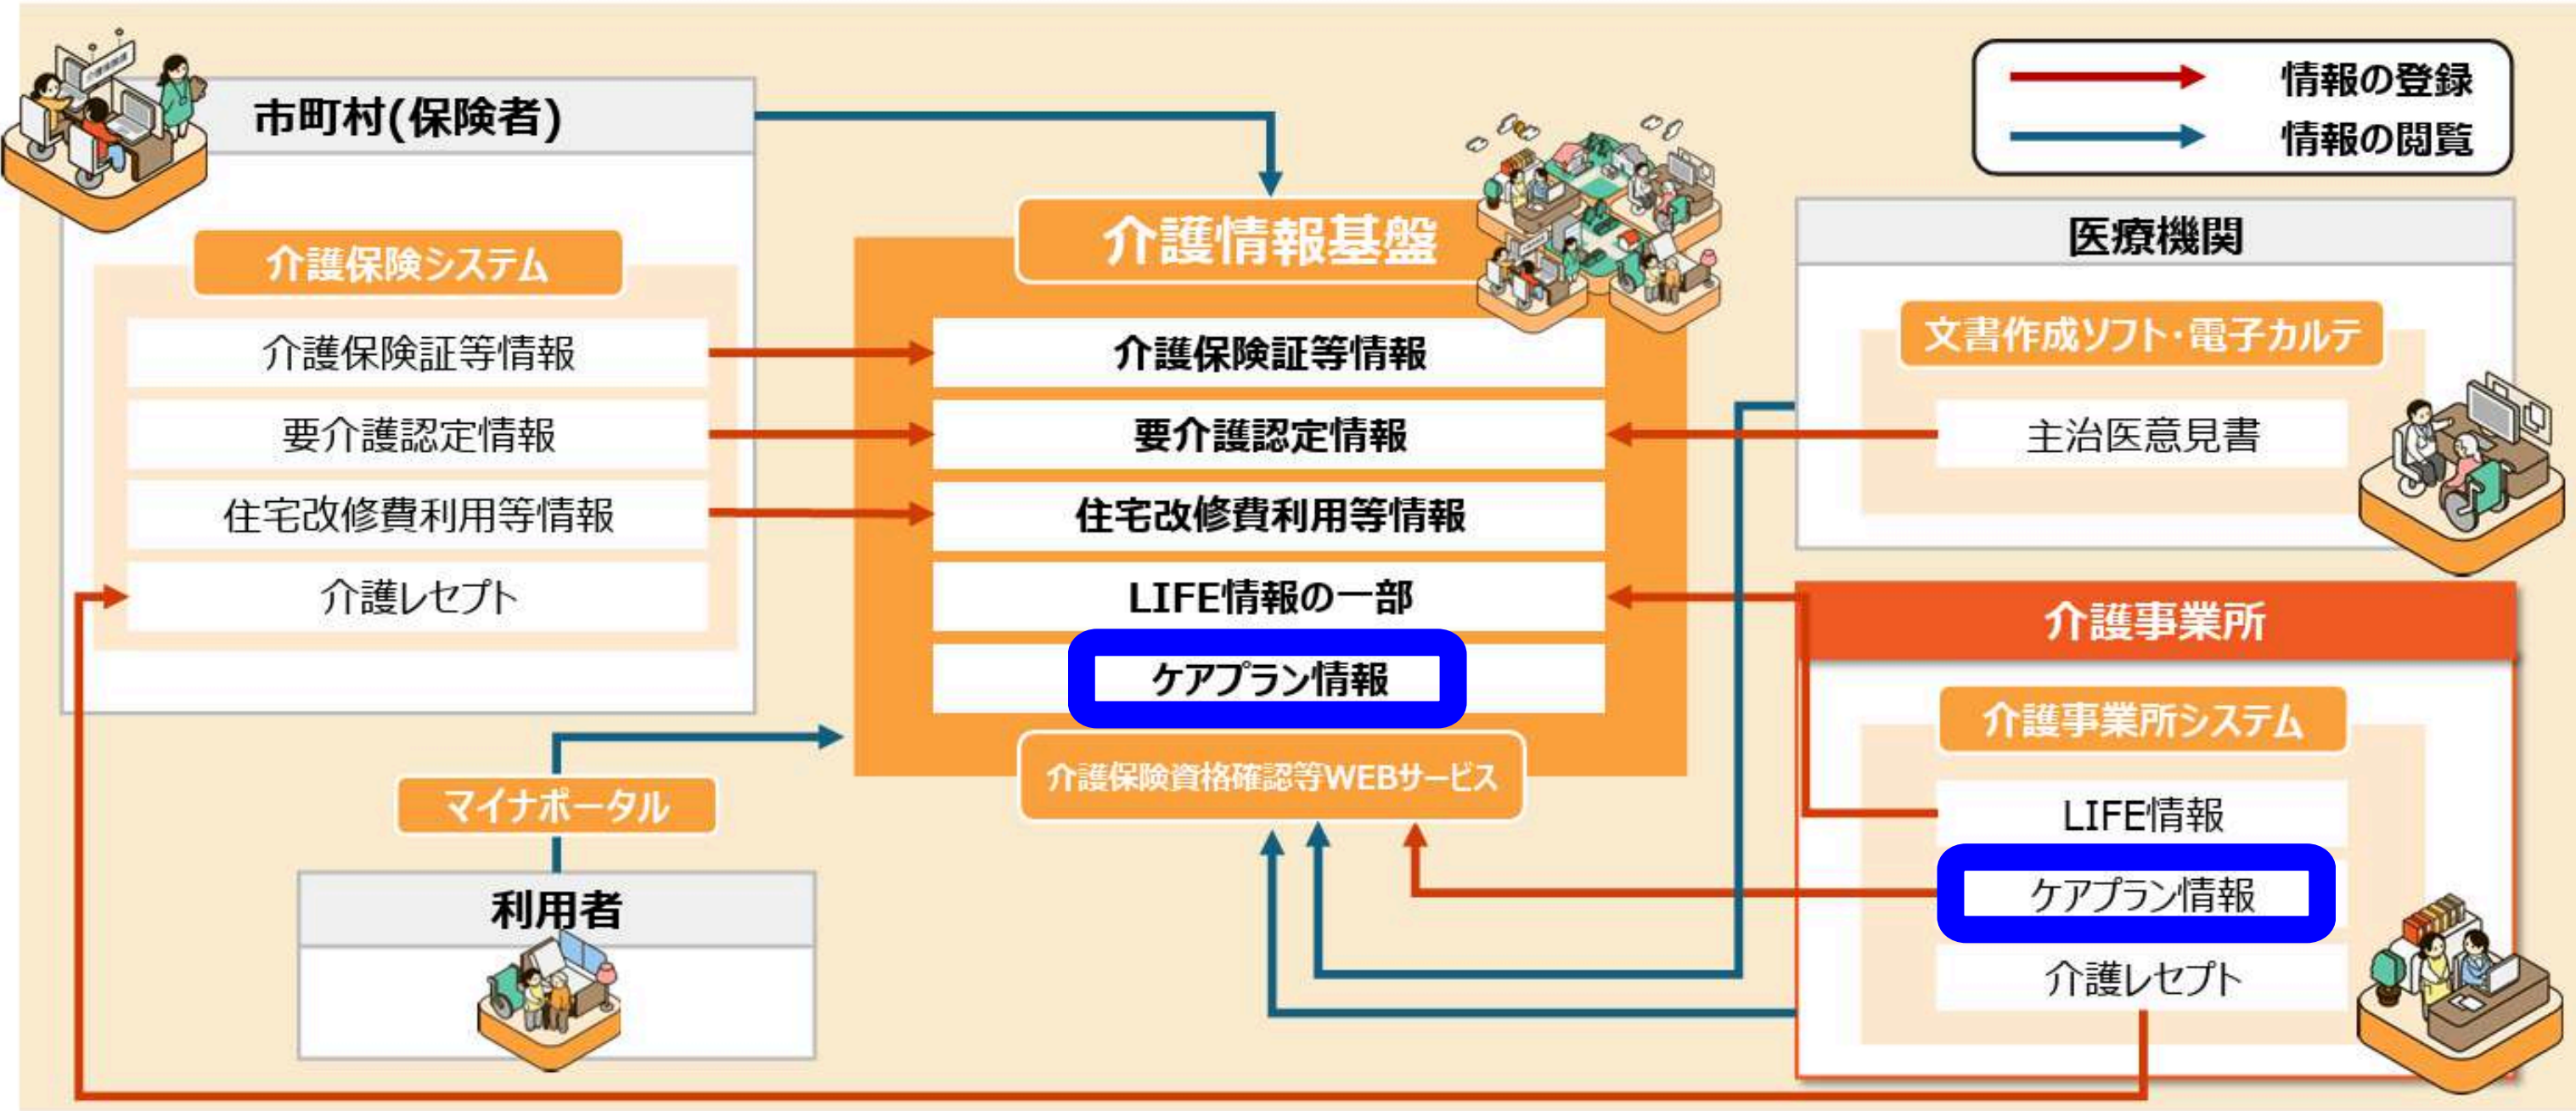 市町村(保険者)
介護保険システム
介護保険証等情報
要介護認定情報
住宅改修費利用等情報
介護レセプト
マイナポータル
利用者
介護情報基盤
介護保険証等情報
要介護認定情報
住宅改修費利用等情報
LIFE情報の一部
ケアプラン情報
介護保険資格確認等WEBサービス
情報の登録
情報の閲覧
医療機関
文書作成ソフト・電子カルテ
主治医意見書
介護事業所
介護事業所システム
LIFE情報
ケアプラン情報
介護レセプト